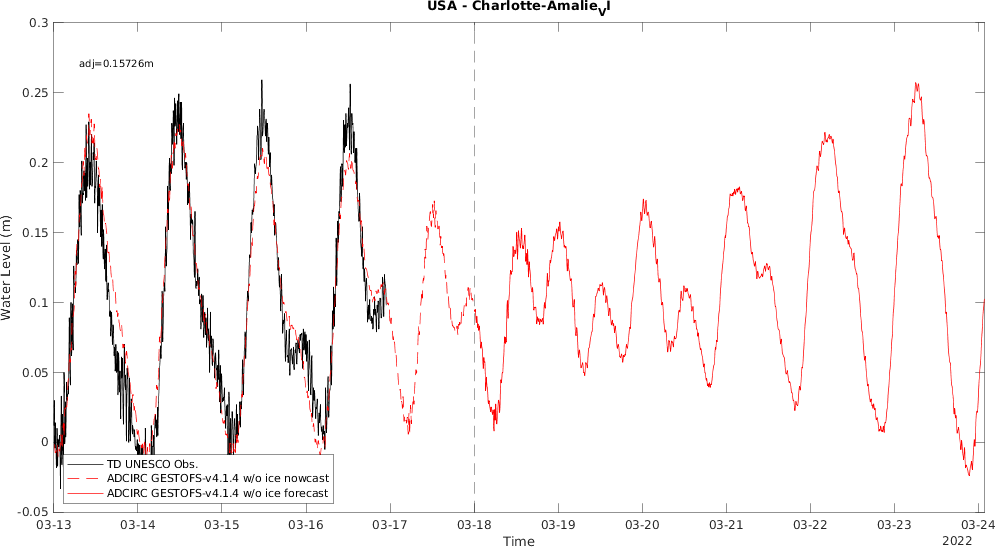 USA - Charlotte-Amalie_VI
adj=0.15726m
0.3
0.25
0.2
0.15
0.1
0.05
0
-0.05
Water Level (m)
TD UNESCO Obs.
ADCIRC GESTOFS-v4.1.4 w/o ice nowcast
ADCIRC GESTOFS-v4.1.4 w/o ice forecast
03-13 03-14 03-15 03-16 03-17 03-18 03-19 03-20 03-21 03-22 03-23 03-24
Time
2022